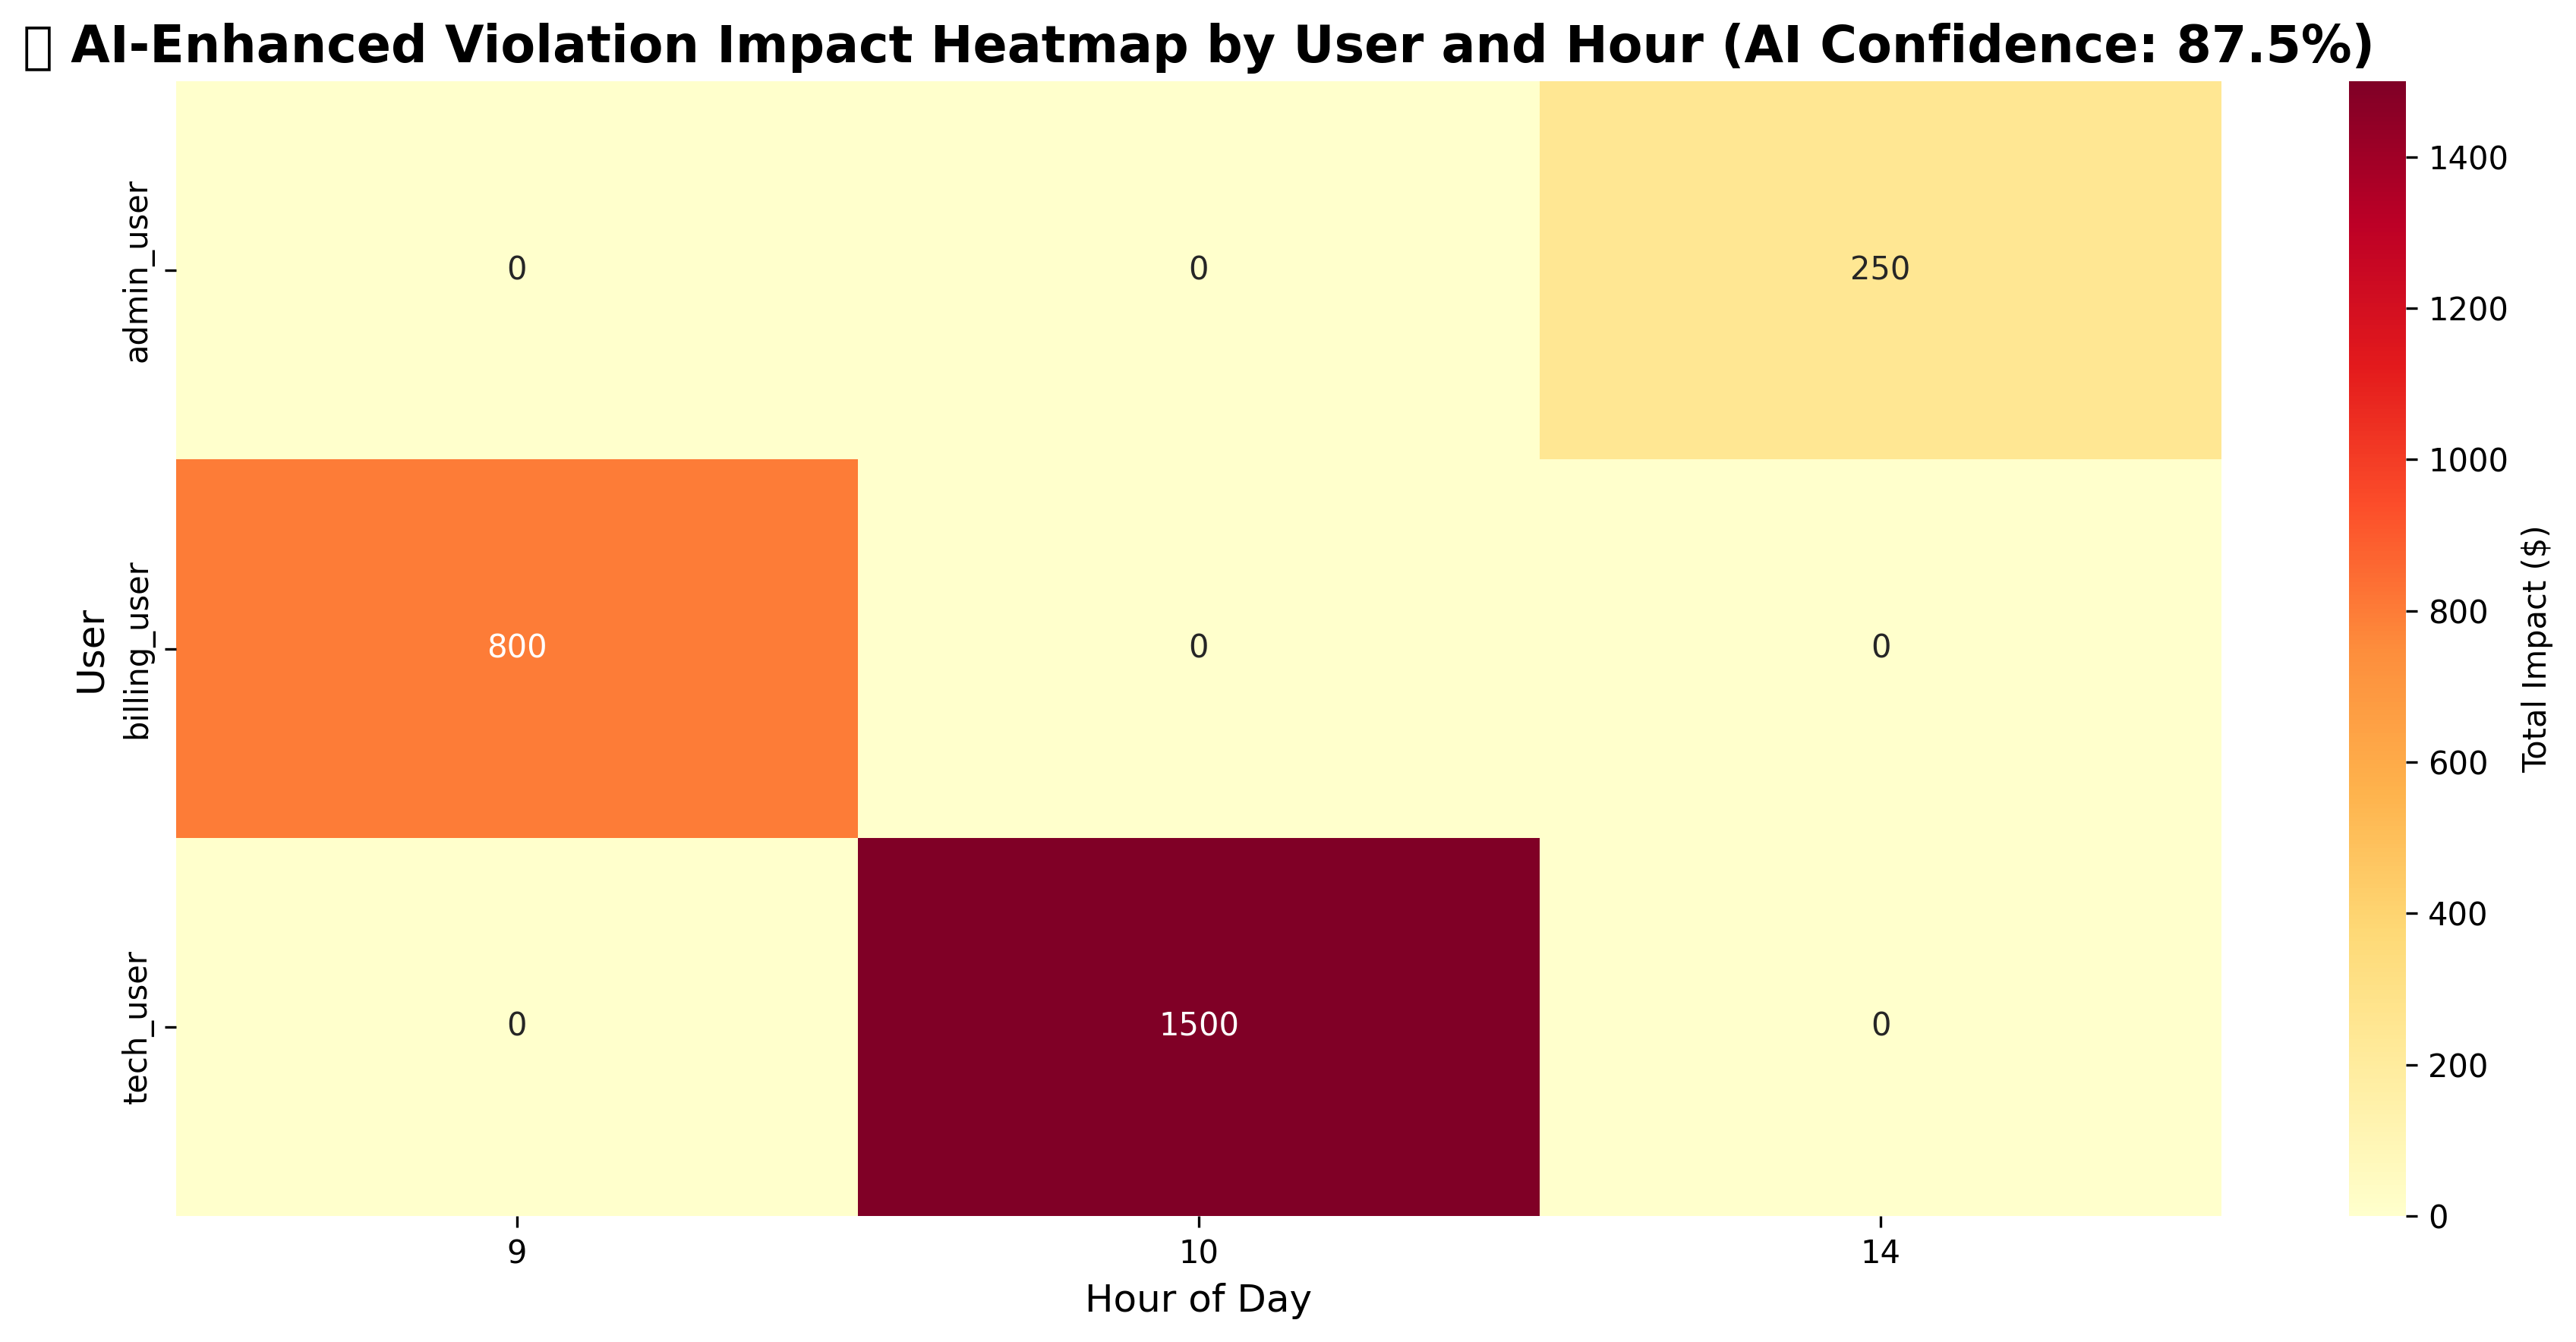 AI-Enhanced Violation Impact Heatmap by User and Hour (AI Confidence: 87.5%)
User
admin_user
0
0
250
billing_user
800
0
0
tech_user
0
1500
0
9
10
14
Hour of Day
1400
1200
1000
800
600
400
200
0
Total Impact ($)